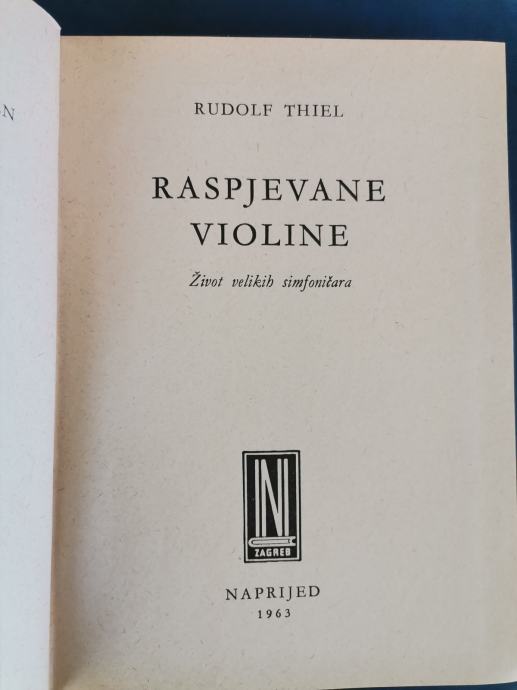 N
RUDOLF THIEL
RASPJEVANE
VIOLINE
Život velikih simfoničara
N
ZAGREB
NAPRIJED
1963